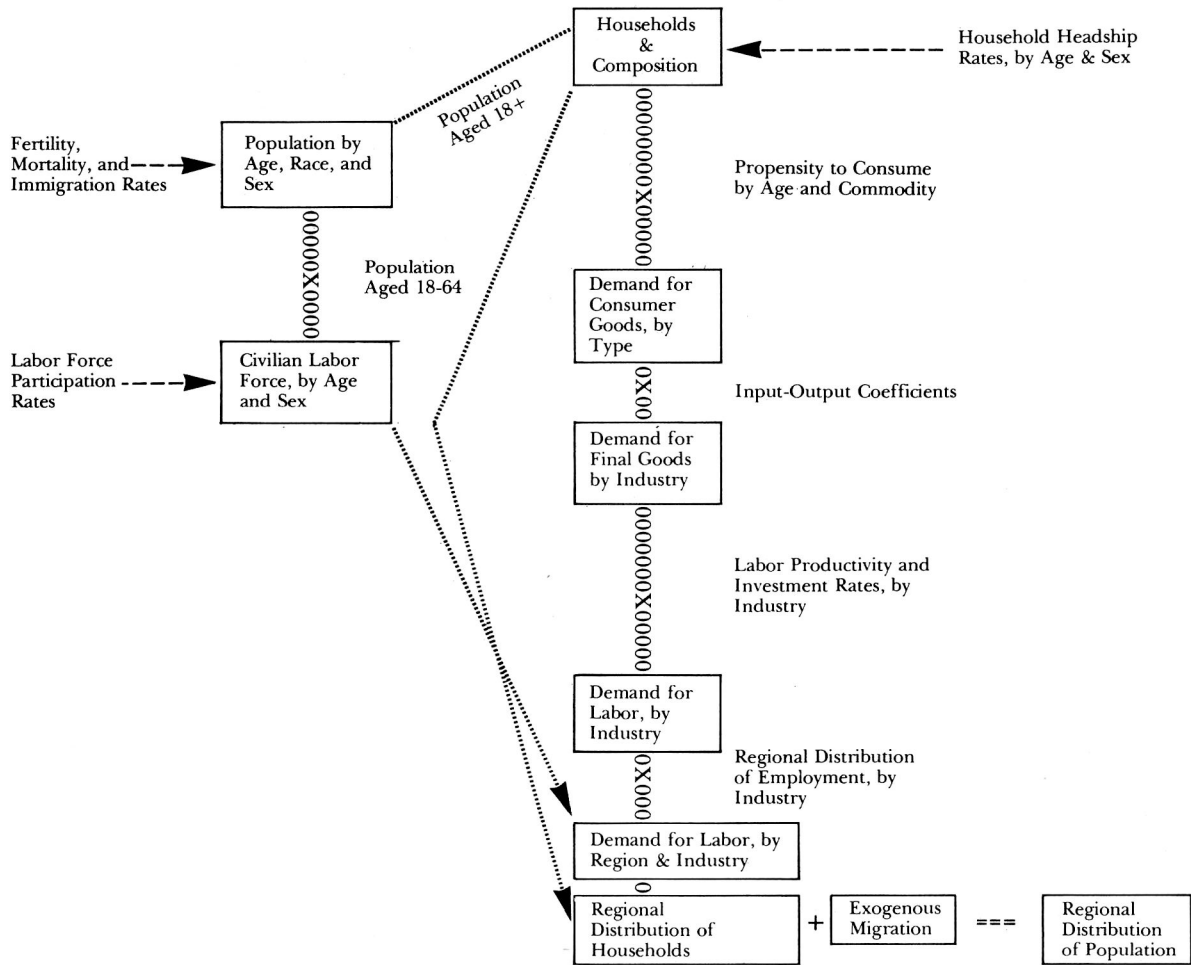 Households
&
Composition
Household Headship
Rates, by Age & Sex
Population
Aged 18+
Fertility,
Mortality, and
Immigration Rates
Population by
Age, Race, and
Sex
Propensity to Consume
by Age and Commodity
Population
Aged 18-64
Demand for
Consumer
Goods, by
Type
Labor Force
Participation
Rates
Civilian Labor
Force, by Age
and Sex
Input-Output Coefficients
Demand for
Final Goods
by Industry
Labor Productivity and
Investment Rates, by
Industry
Demand for
Labor, by
Industry
Regional Distribution
of Employment, by
Industry
Demand for Labor, by
Region & Industry
Regional
Distribution of
Households
+
Exogenous
Migration
===
Regional
Distribution
of Population